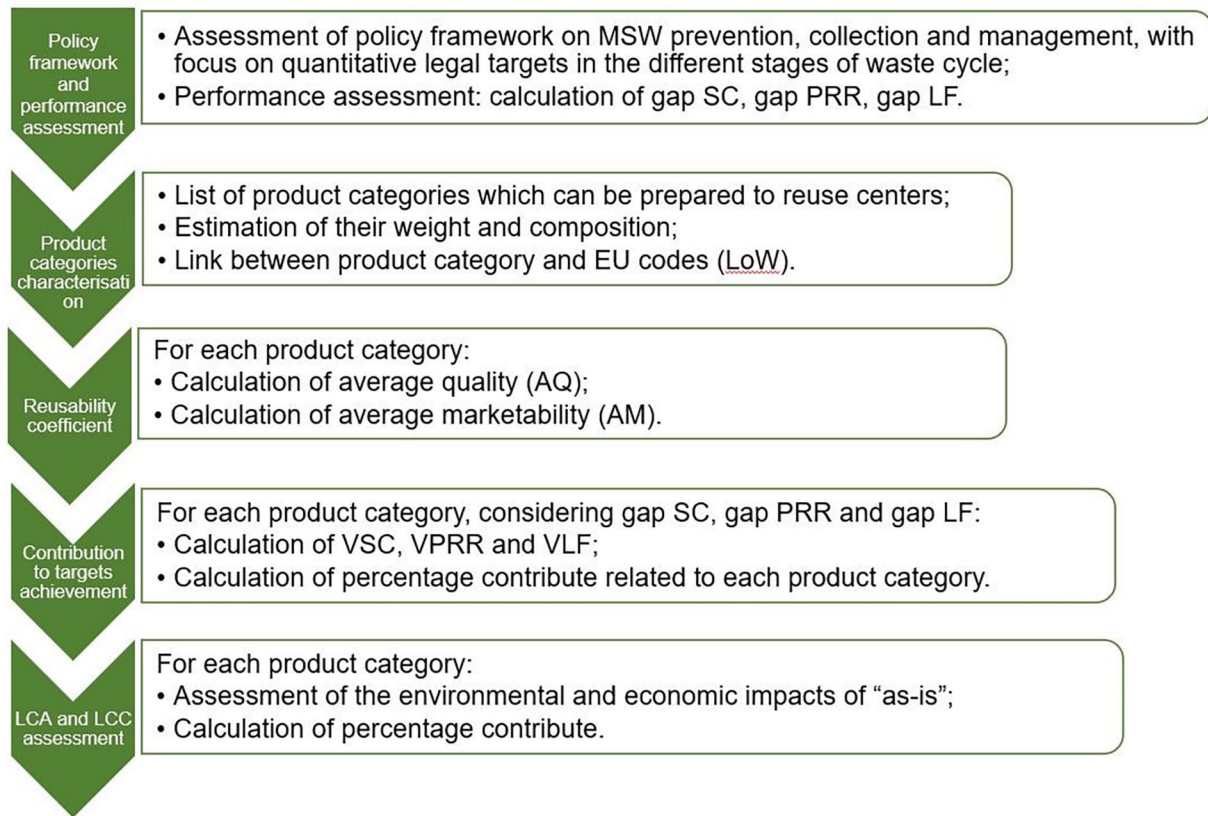 Policy
framework
and
performance
assessment
• Assessment of policy framework on MSW prevention, collection and management, with
focus on quantitative legal targets in the different stages of waste cycle;
• Performance assessment: calculation of gap SC, gap PRR, gap LF.
Product
categories
characterisati
on
• List of product categories which can be prepared to reuse centers;
• Estimation of their weight and composition;
• Link between product category and EU codes (LoW).
Reusability
coefficient
For each product category:
• Calculation of average quality (AQ);
• Calculation of average marketability (AM).
Contribution
to targets
achievement
For each product category, considering gap SC, gap PRR and gap LF:
• Calculation of VSC, VPRR and VLF;
• Calculation of percentage contribute related to each product category.
LCA and LCC
assessment
For each product category:
• Assessment of the environmental and economic impacts of “as-is”;
• Calculation of percentage contribute.